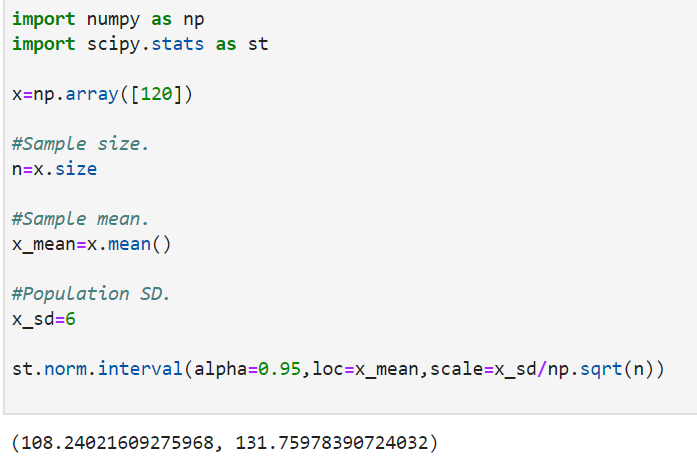 import numpy as np
import scipy.stats as st
x=np.array([120])
#Sample size.
n=x.size
#Sample mean.
x_mean=x.mean()
#Population SD.
x_sd=6
st.norm.interval(alpha=0.95,loc=x_mean,scale=x_sd/np.sqrt(n))
(108.24021609275968, 131.75978390724032)